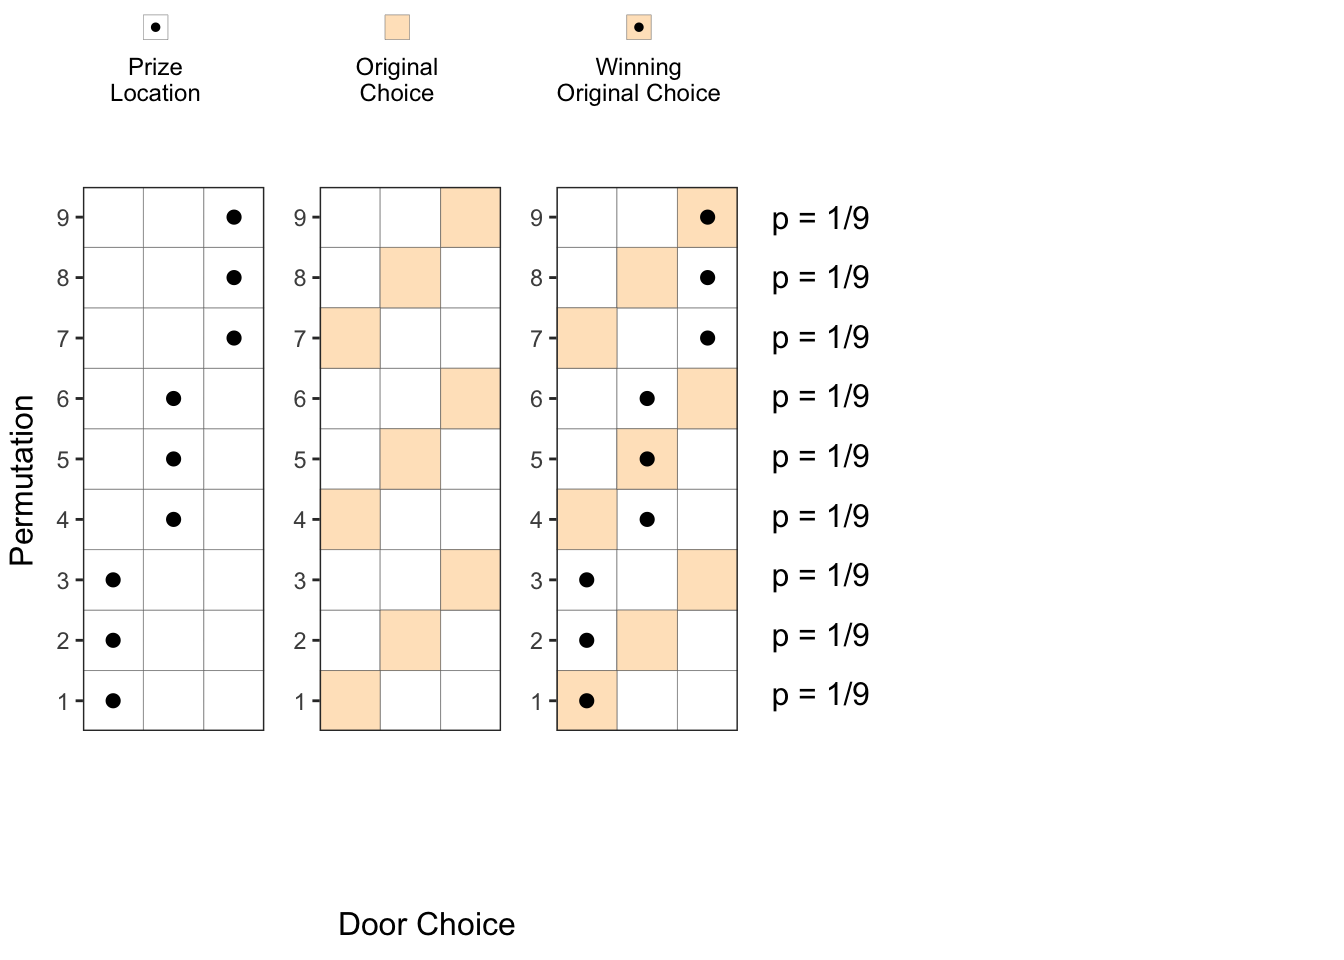 Prize
Location
Original
Choice
Winning
Original Choice
Permutation
9 9 9 p = 1/9
8 8 8 p = 1/9
7 7 7 p = 1/9
6 6 6 p = 1/9
5 5 5 p = 1/9
4 4 4 p = 1/9
3 3 3 p = 1/9
2 2 2 p = 1/9
1 1 1 p = 1/9
Door Choice